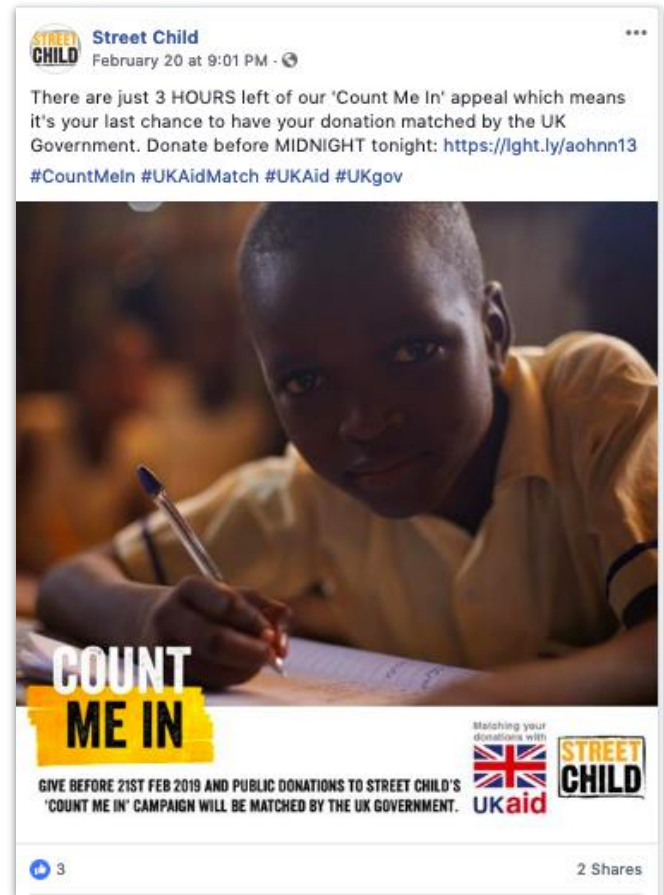 STREET
CHILD
Street Child
February 20 at 9:01 PM ·
There are just 3 HOURS left of our 'Count Me In' appeal which means
it's your last chance to have your donation matched by the UK
Government. Donate before MIDNIGHT tonight: https://lght.ly/aohnn13
#CountMeIn #UKAidMatch #UKAid #UKgov
COUNT
ME IN
GIVE BEFORE 21ST FEB 2019 AND PUBLIC DONATIONS TO STREET CHILD'S
'COUNT ME IN' CAMPAIGN WILL BE MATCHED BY THE UK GOVERNMENT.
Matching your
donations with
UKaid
STREET
CHILD
3
2 Shares